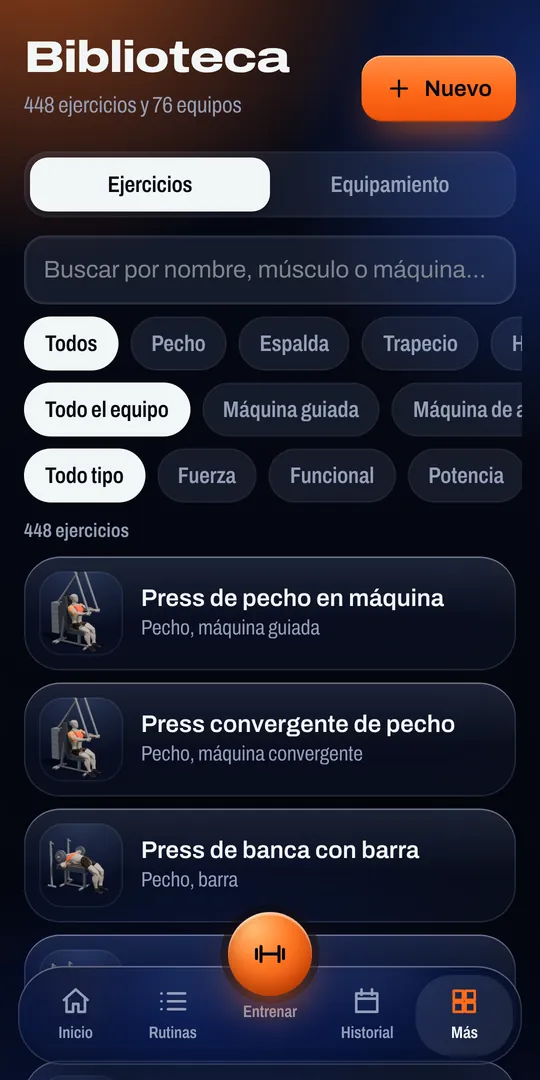 Biblioteca
448 ejercicios y 76 equipos
+ Nuevo
Ejercicios
Equipamiento
Buscar por nombre, músculo o máquina...
Todos
Pecho
Espalda
Trapecio
H
Todo el equipo
Máquina guiada
Máquina de a
Todo tipo
Fuerza
Funcional
Potencia
448 ejercicios
Press de pecho en máquina
Pecho, máquina guiada
Press convergente de pecho
Pecho, máquina convergente
Press de banca con barra
Pecho, barra
Inicio
Rutinas
Entrenar
Historial
Más